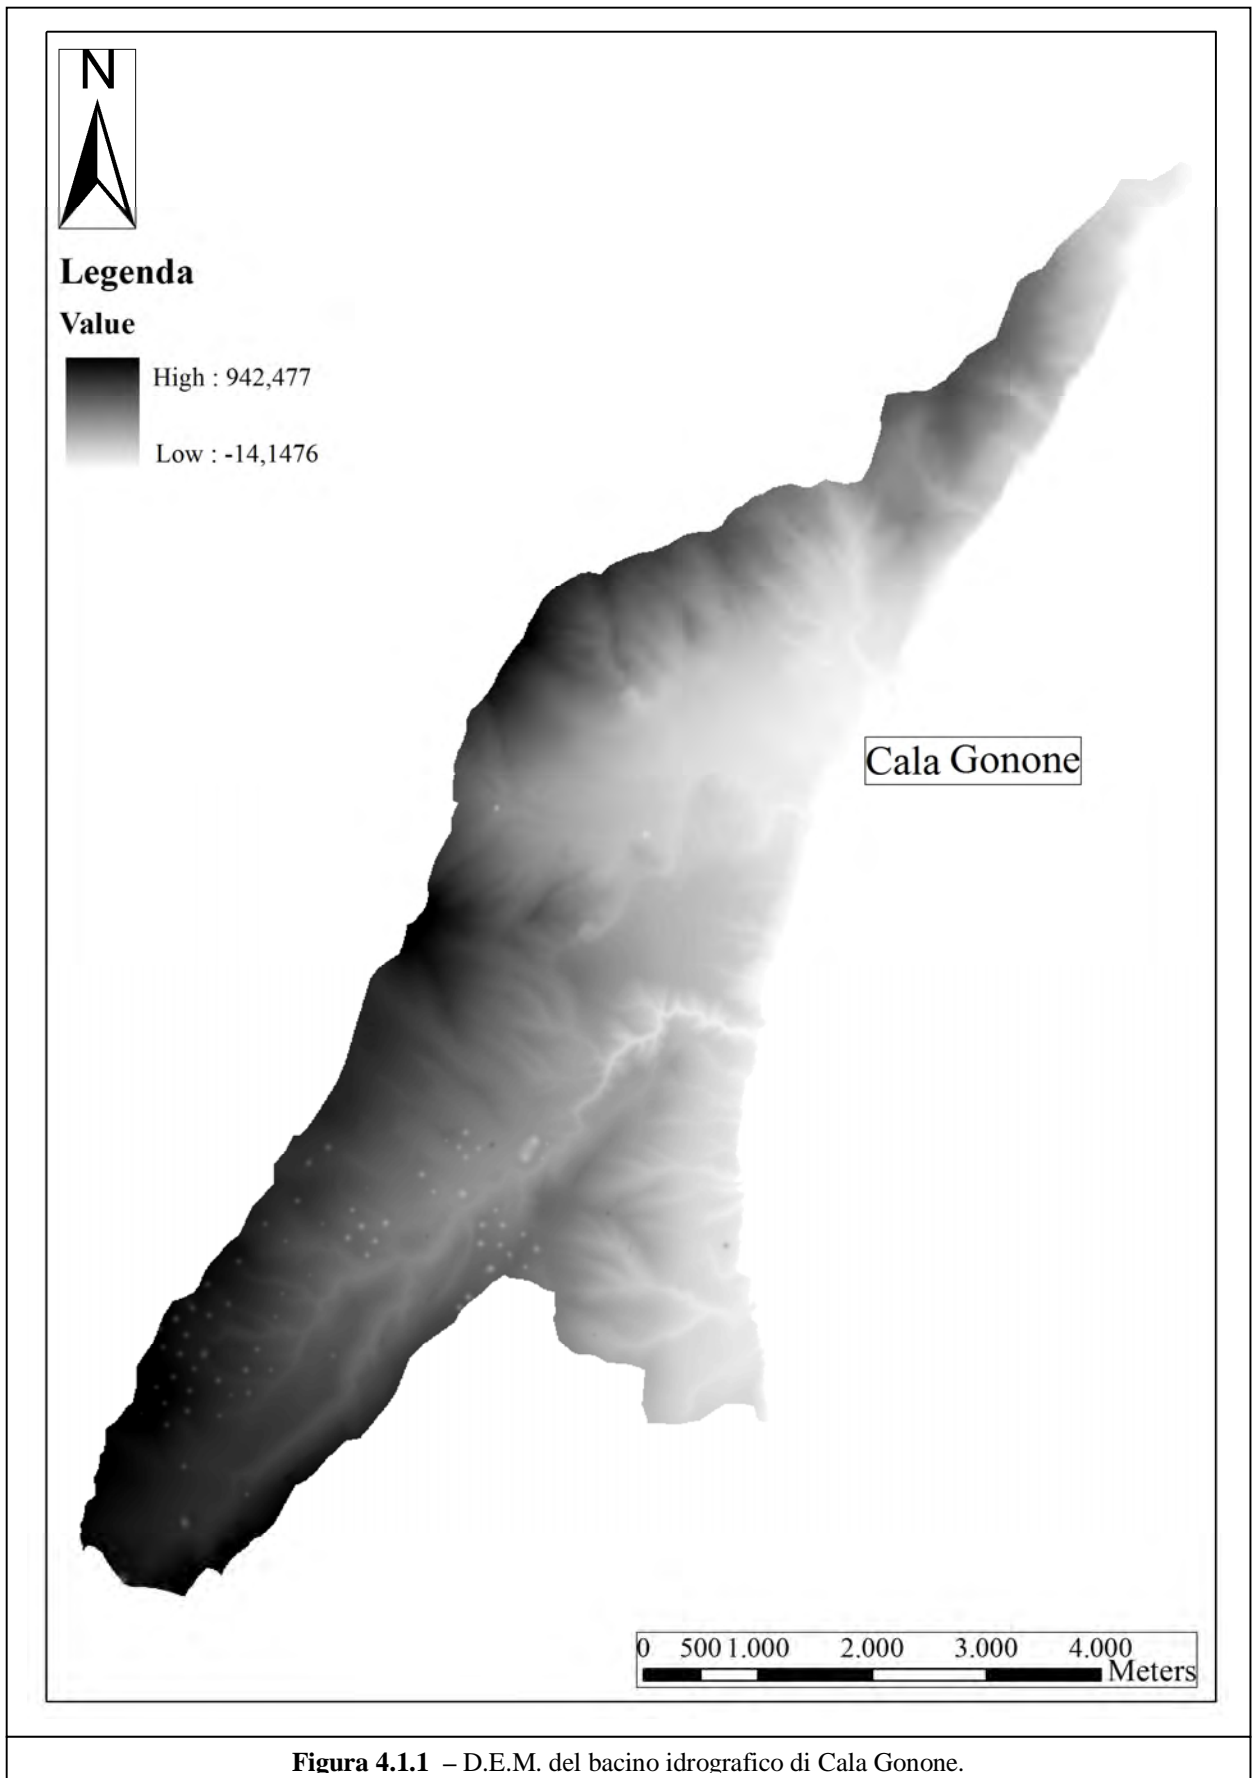 N
Legenda
Value
High : 942,477
Low : -14,1476
Cala Gonone
0 500 1.000 2.000 3.000 4.000
Meters
Figura 4.1.1 – D.E.M. del bacino idrografico di Cala Gonone.